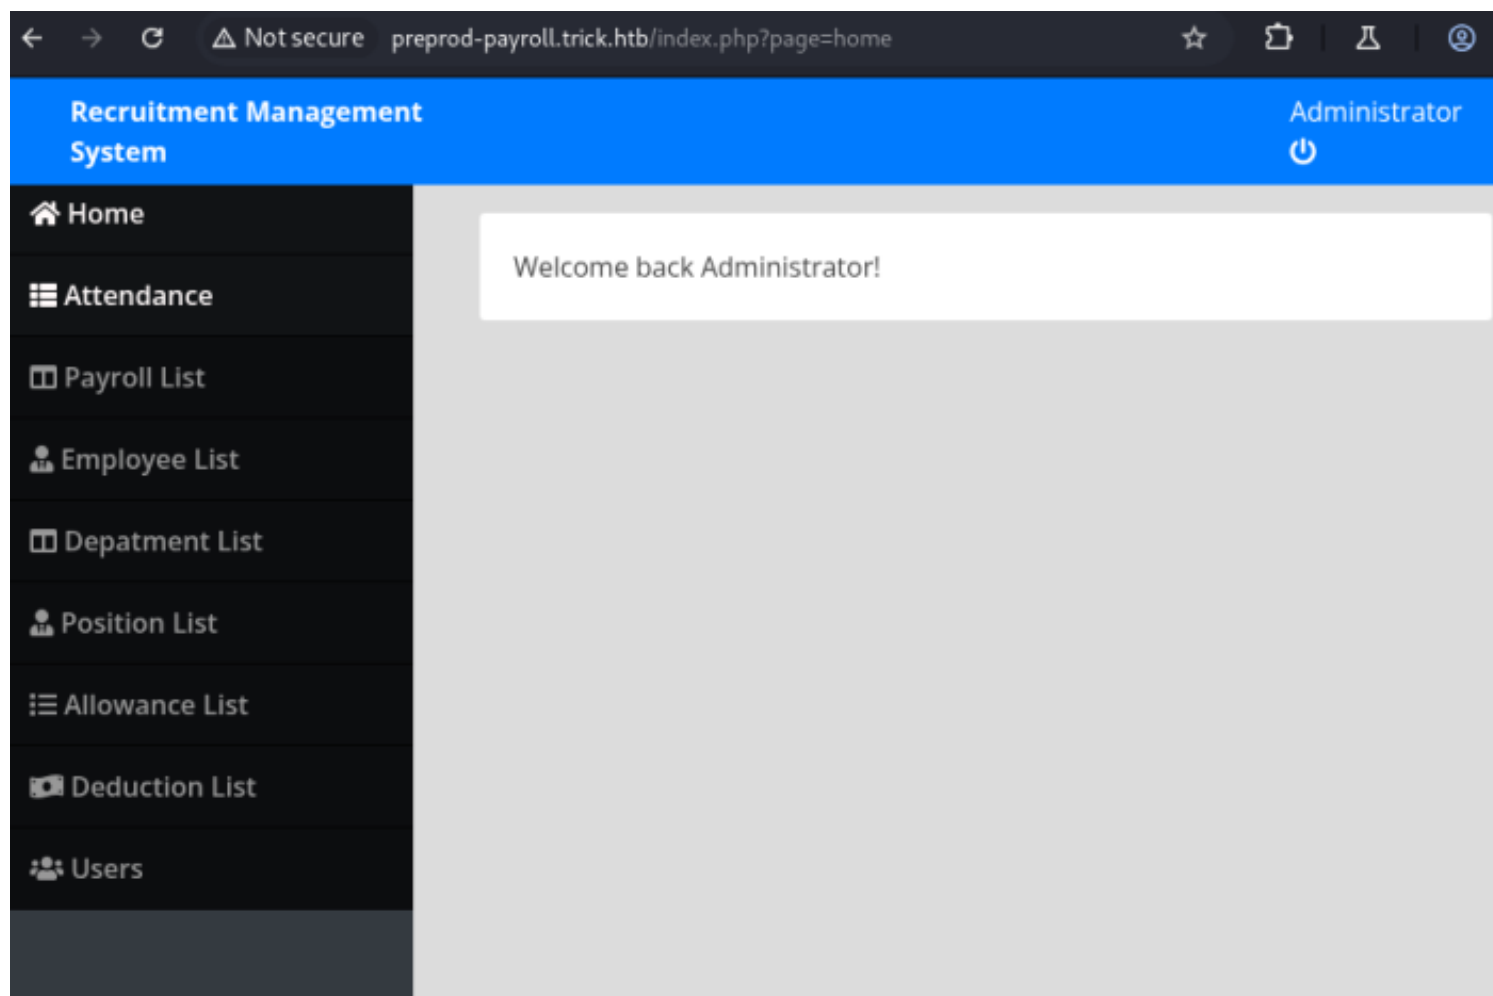 Not secure preprod-payroll.trick.htb/index.php?page=home
Recruitment Management
System
Administrator
Home
Attendance
Payroll List
Employee List
Depatment List
Position List
Allowance List
Deduction List
Users
Welcome back Administrator!